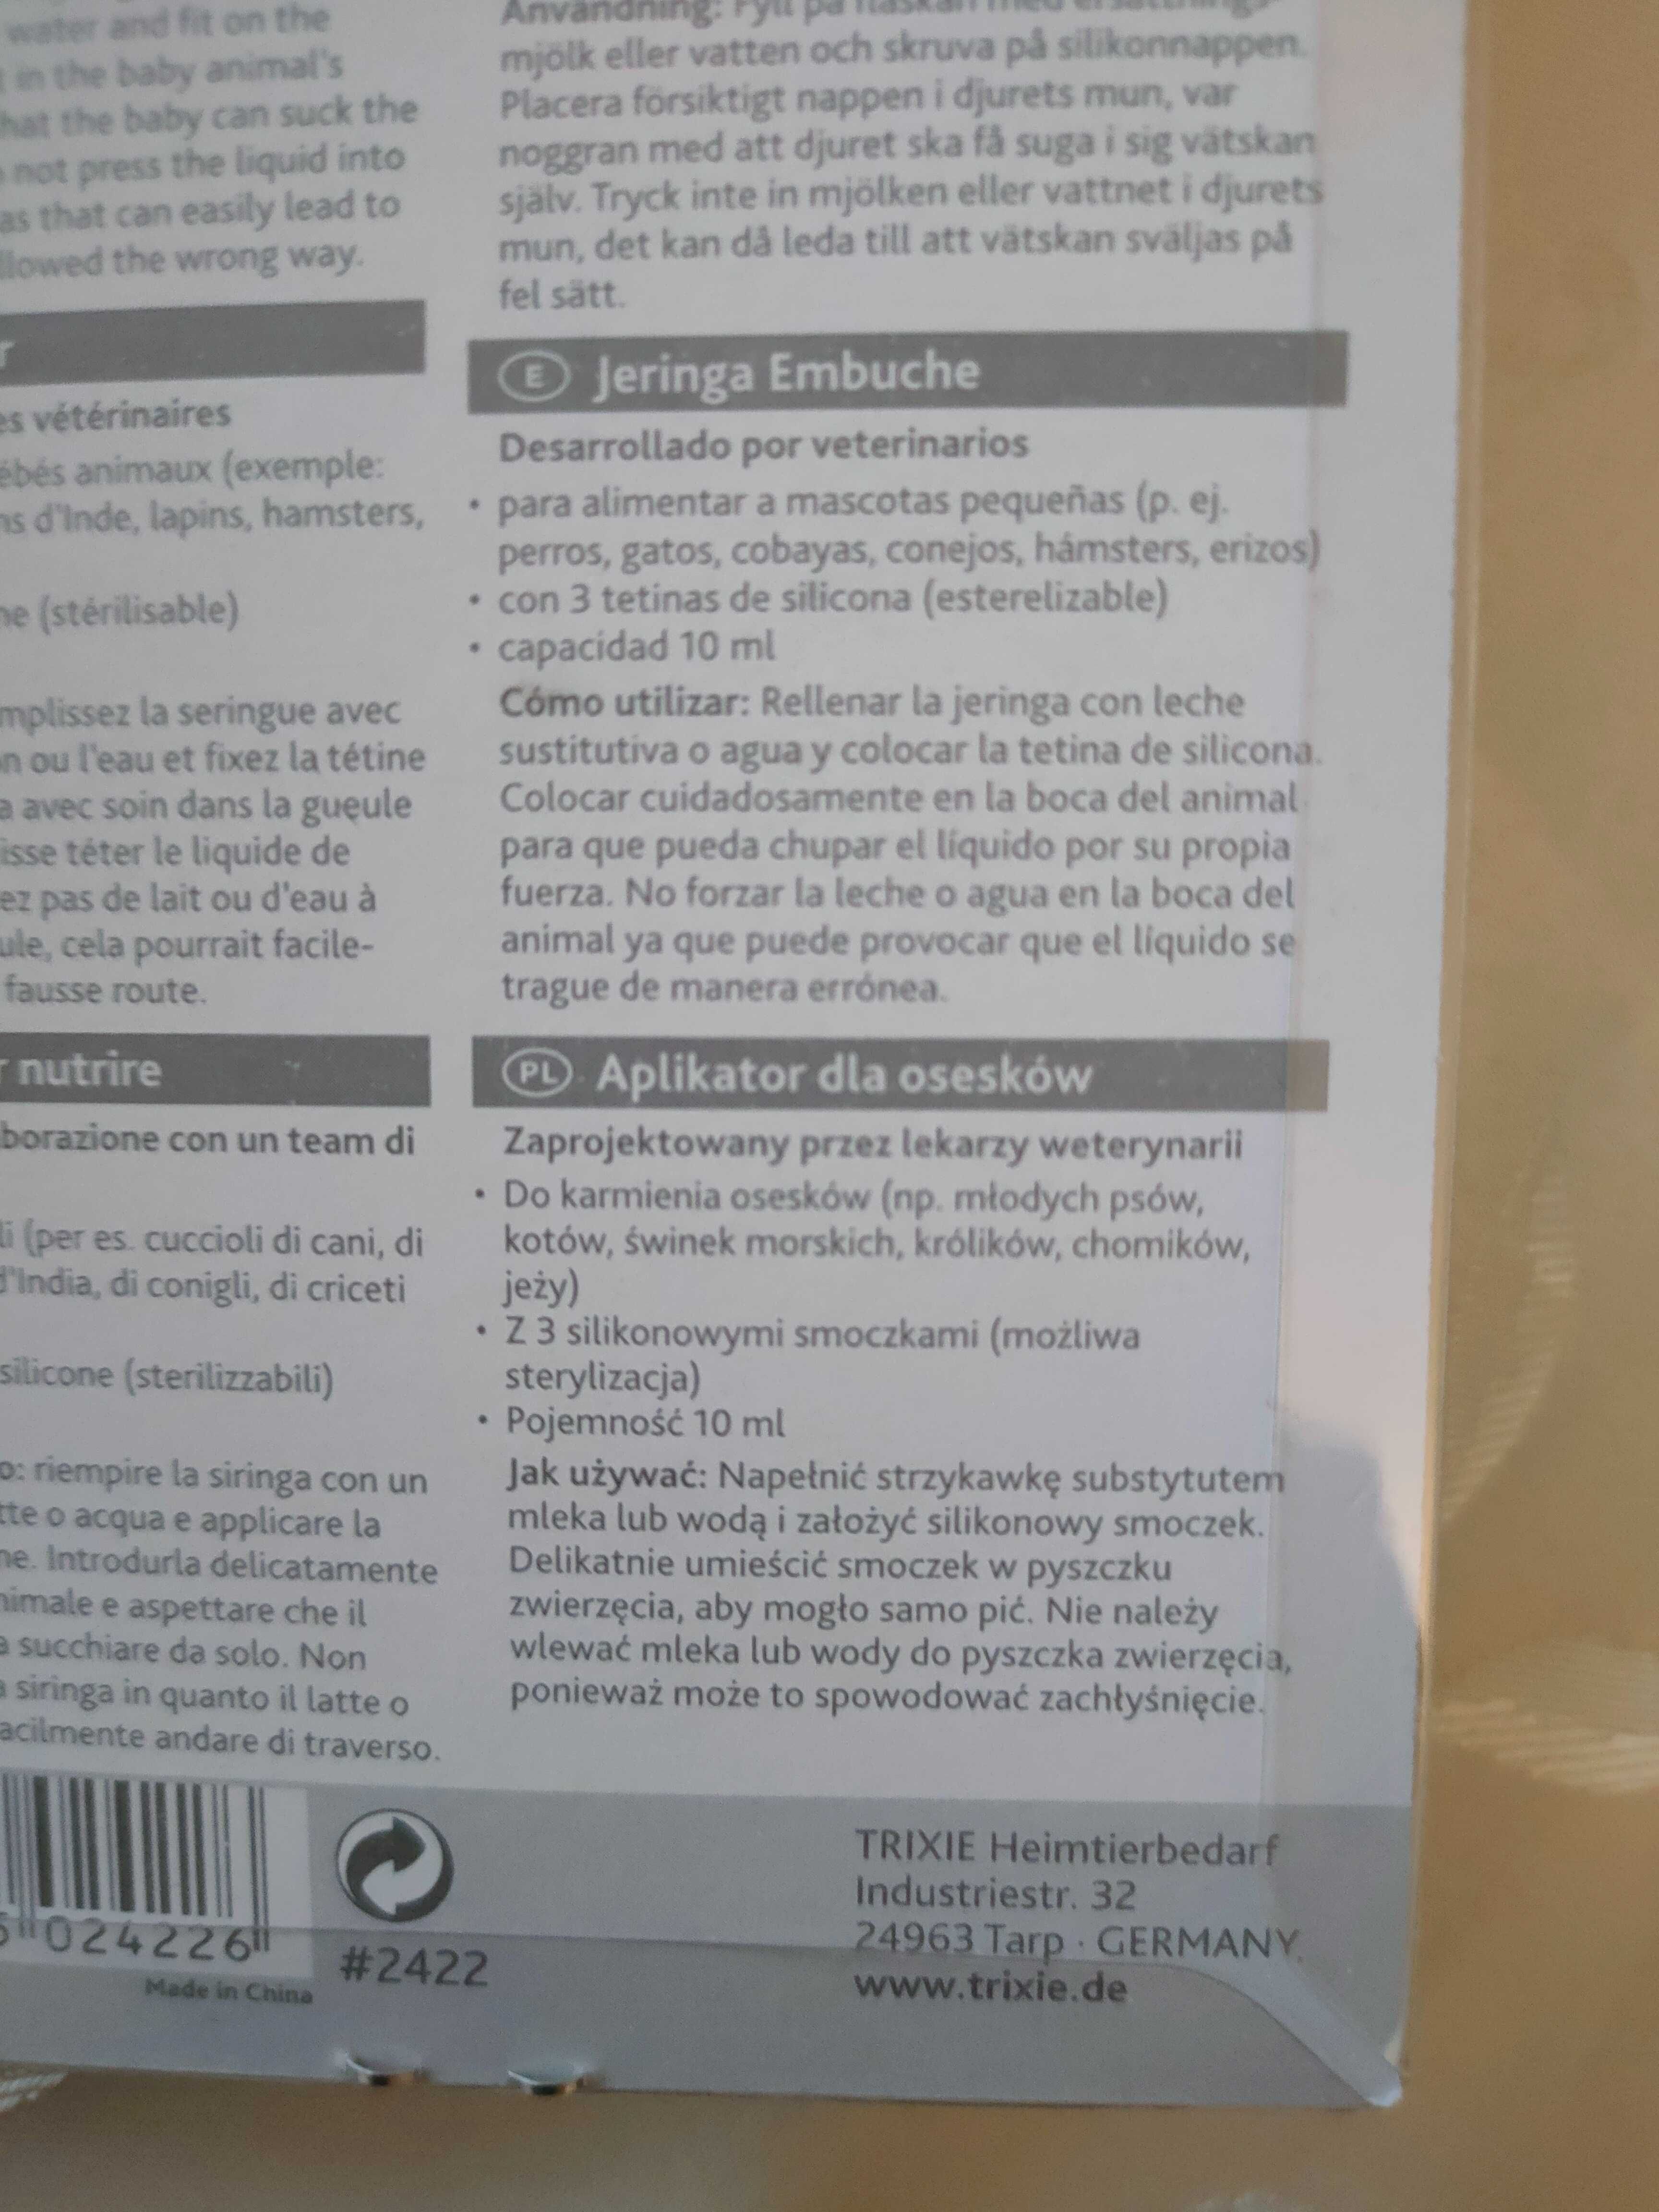 water and fit on the
in the baby animal's
hat the baby can suck the
not press the liquid into
as that can easily lead to
llowed the wrong way.
r
es vétérinaires
ébés animaux (exemple:
ns d'Inde, lapins, hamsters,
ne (stérilisable)
mplissez la seringue avec
n ou l'eau et fixez la tétine
a avec soin dans la gueule
isse téter le liquide de
ez pas de lait ou d'eau à
ule, cela pourrait facile-
fausse route.
r nutrire
borazione con un team di
li (per es. cuccioli di cani, di
d'India, di conigli, di criceti
silicone (sterilizzabili)
o: riempire la siringa con un
tte o acqua e applicare la
ne. Introdurla delicatamente
nimale e aspettare che il
a succhiare da solo. Non
a siringa in quanto il latte o
acilmente andare di traverso.
Användning: Fyll på flaskan med ersättnings-
mjölk eller vatten och skruva på silikonnappen.
Placera försiktigt nappen i djurets mun, var
noggran med att djuret ska få suga i sig vätskan
själv. Tryck inte in mjölken eller vattnet i djurets
mun, det kan då leda till att vätskan sväljas på
fel sätt.
E Jeringa Embuche
Desarrollado por veterinarios
• para alimentar a mascotas pequeñas (p. ej.
perros, gatos, cobayas, conejos, hámsters, erizos)
• con 3 tetinas de silicona (esterelizable)
• capacidad 10 ml
Cómo utilizar: Rellenar la jeringa con leche
sustitutiva o agua y colocar la tetina de silicona.
Colocar cuidadosamente en la boca del animal
para que pueda chupar el líquido por su propia
fuerza. No forzar la leche o agua en la boca del
animal ya que puede provocar que el líquido se
trague de manera errónea.
PL Aplikator dla osesków
Zaprojektowany przez lekarzy weterynarii
• Do karmienia osesków (np. młodych psów,
kotów, świnek morskich, królików, chomików,
jeży)
• Z 3 silikonowymi smoczkami (możliwa
sterylizacja)
• Pojemność 10 ml
Jak używać: Napełnić strzykawkę substytutem
mleka lub wodą i założyć silikonowy smoczek.
Delikatnie umieścić smoczek w pyszczku
zwierzęcia, aby mogło samo pić. Nie należy
wlewać mleka lub wody do pyszczka zwierzęcia,
ponieważ może to spowodować zachłyśnięcie.
024226
Made in China
#2422
TRIXIE Heimtierbedarf
Industriestr. 32
24963 Tarp · GERMANY
www.trixie.de